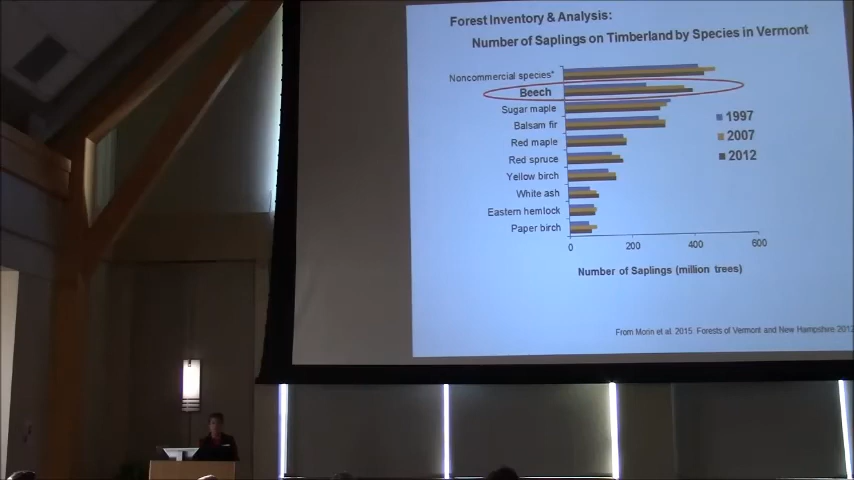 Forest Inventory & Analysis:
Number of Saplings on Timberland by Species in Vermont
Noncommercial species*
Beech
Sugar maple
Balsam fir
Red maple
Red spruce
Yellow birch
White ash
Eastern hemlock
Paper birch
1997
2007
2012
0 200 400 600
Number of Saplings (million trees)
From Morin et al. 2015. Forests of Vermont and New Hampshire 2012